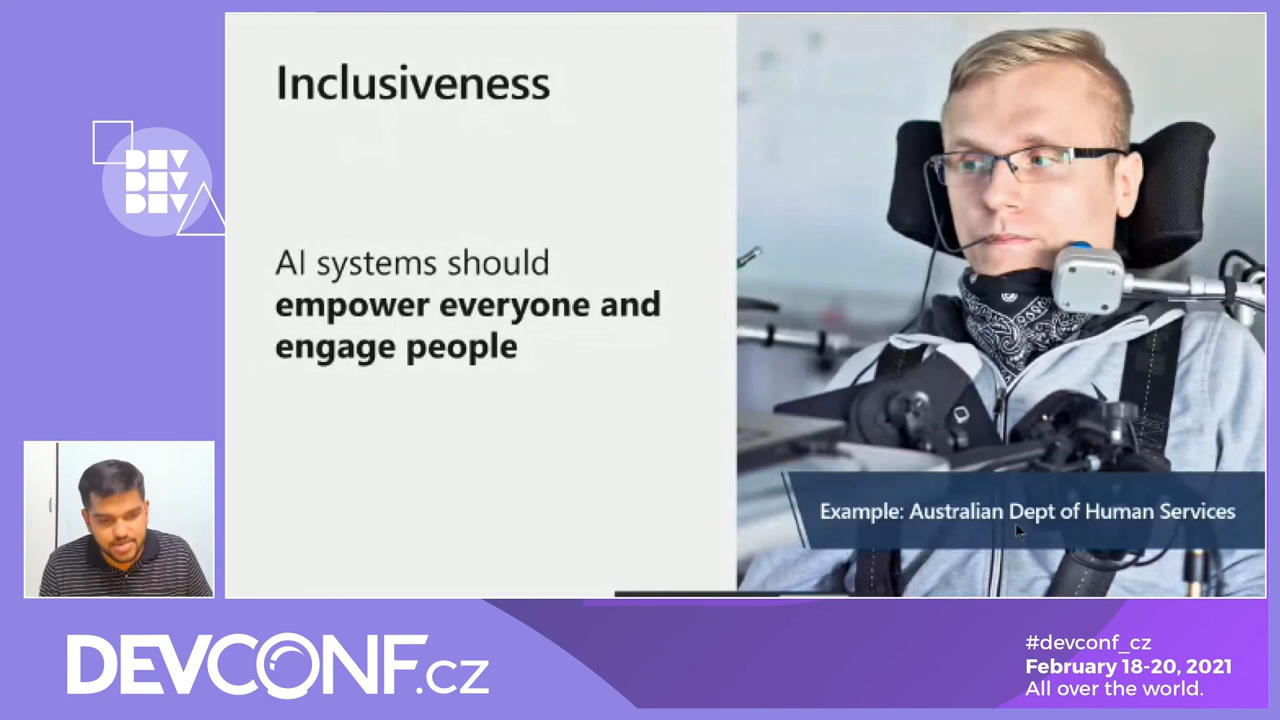 Inclusiveness
AI systems should
empower everyone and
engage people
Example: Australian Dept of Human Services
DEV
DEV
DEV
DEVCONF.cz
#devconf_cz
February 18-20, 2021
All over the world.